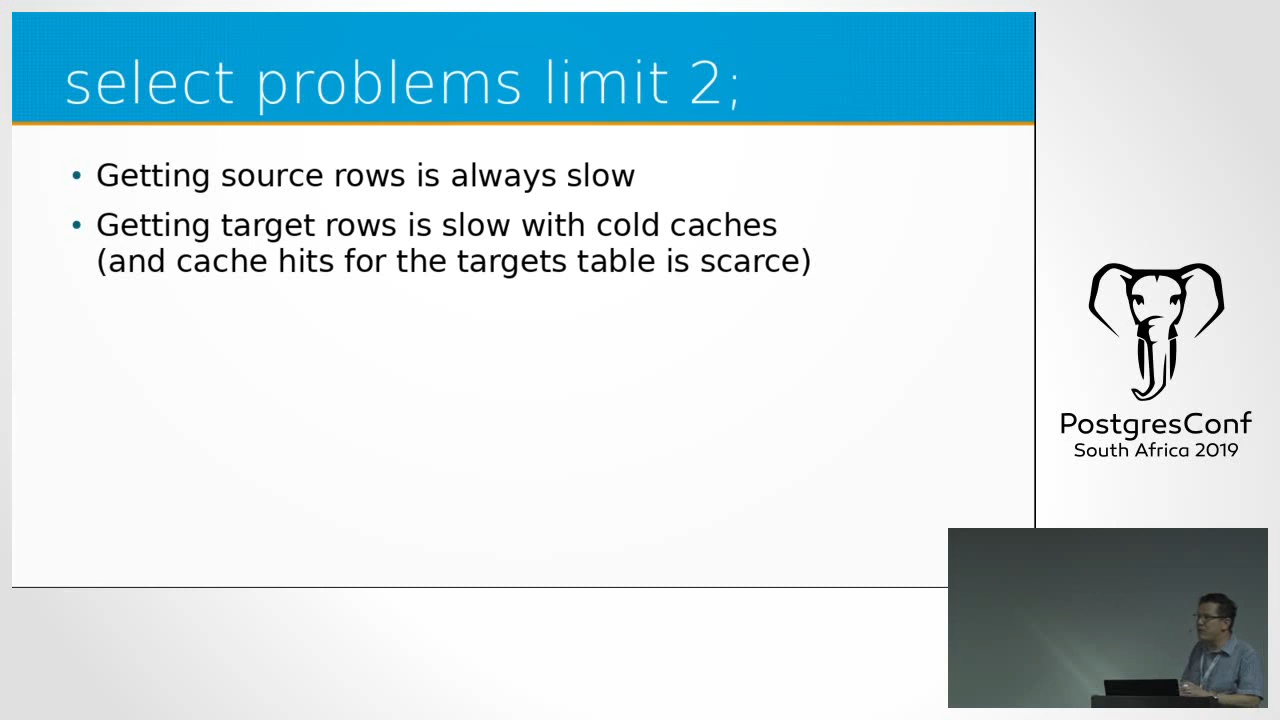 select problems limit 2;
• Getting source rows is always slow
• Getting target rows is slow with cold caches
(and cache hits for the targets table is scarce)
PostgresConf
South Africa 2019